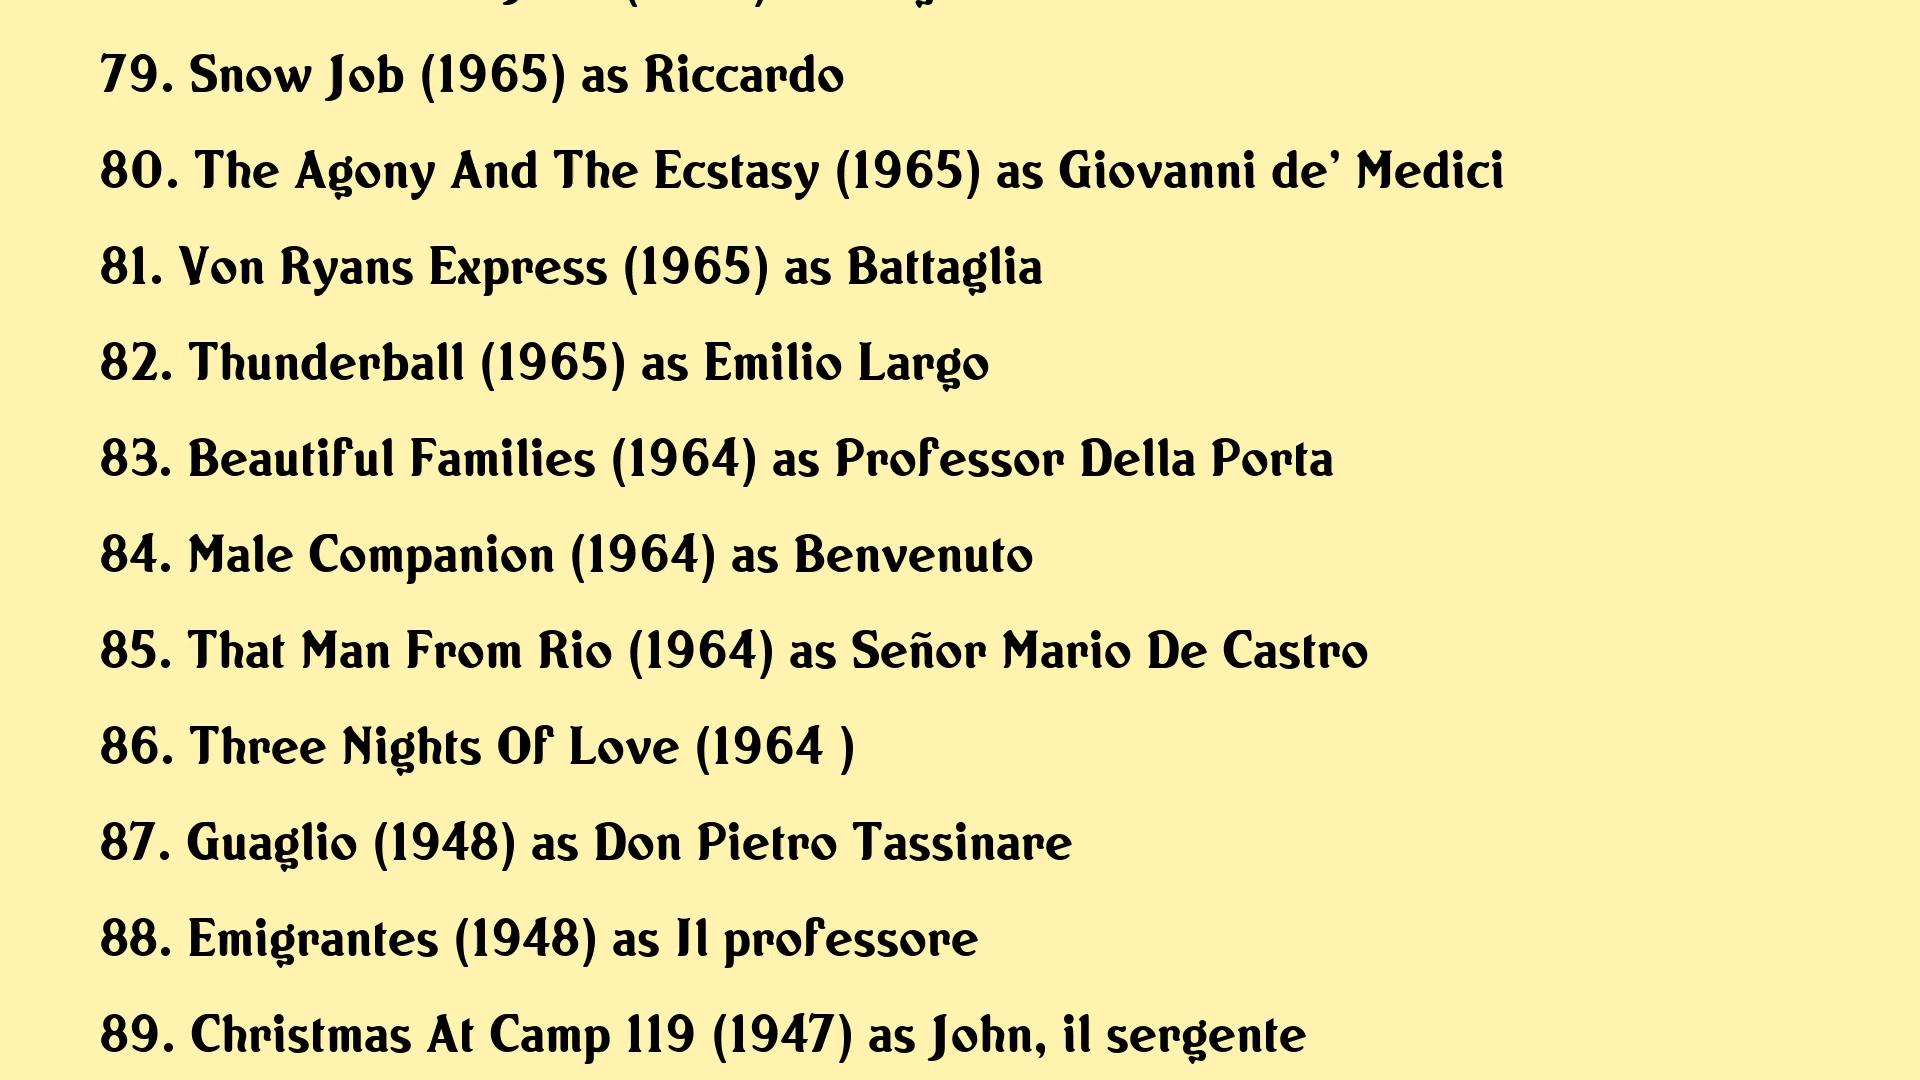 79. Snow Job (1965) as Riccardo
80. The Agony And The Ecstasy (1965) as Giovanni de’ Medici
81. Von Ryans Express (1965) as Battaglia
82. Thunderball (1965) as Emilio Largo
83. Beautiful Families (1964) as Professor Della Porta
84. Male Companion (1964) as Benvenuto
85. That Man From Rio (1964) as Señor Mario De Castro
86. Three Nights Of Love (1964 )
87. Guaglio (1948) as Don Pietro Tassinare
88. Emigrantes (1948) as Il professore
89. Christmas At Camp 119 (1947) as John, il sergente